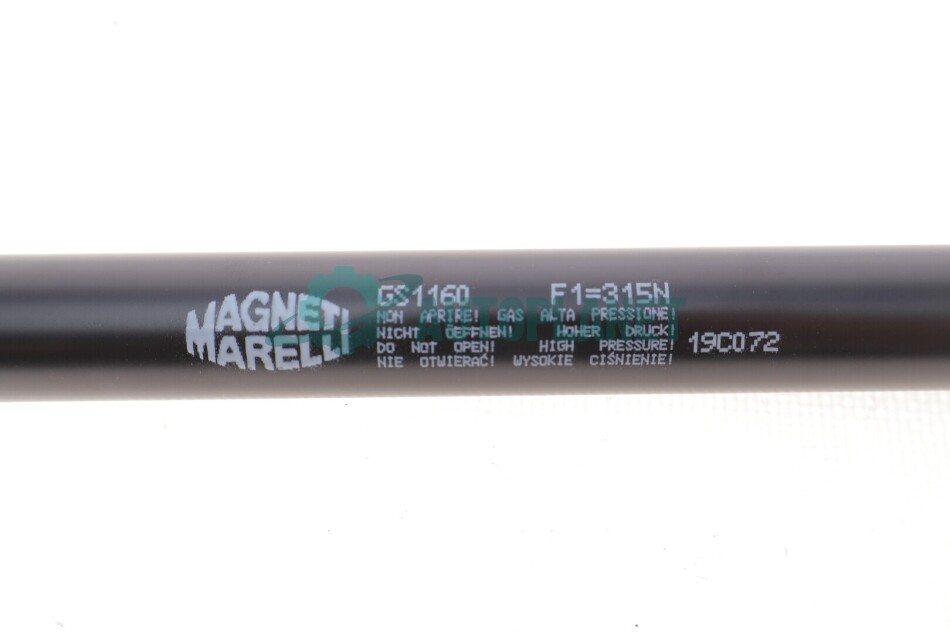 MAGNETI
MARELLI
GS1160 F1=315N
NON APRIRE! GAS ALTA PRESSIONE!
NICHT ÖFFNEN! HOHER DRUCK!
DO NOT OPEN! HIGH PRESSURE!
NIE OTWIERAĆ! WYSOKIE CIŚNIENIE!
19C072